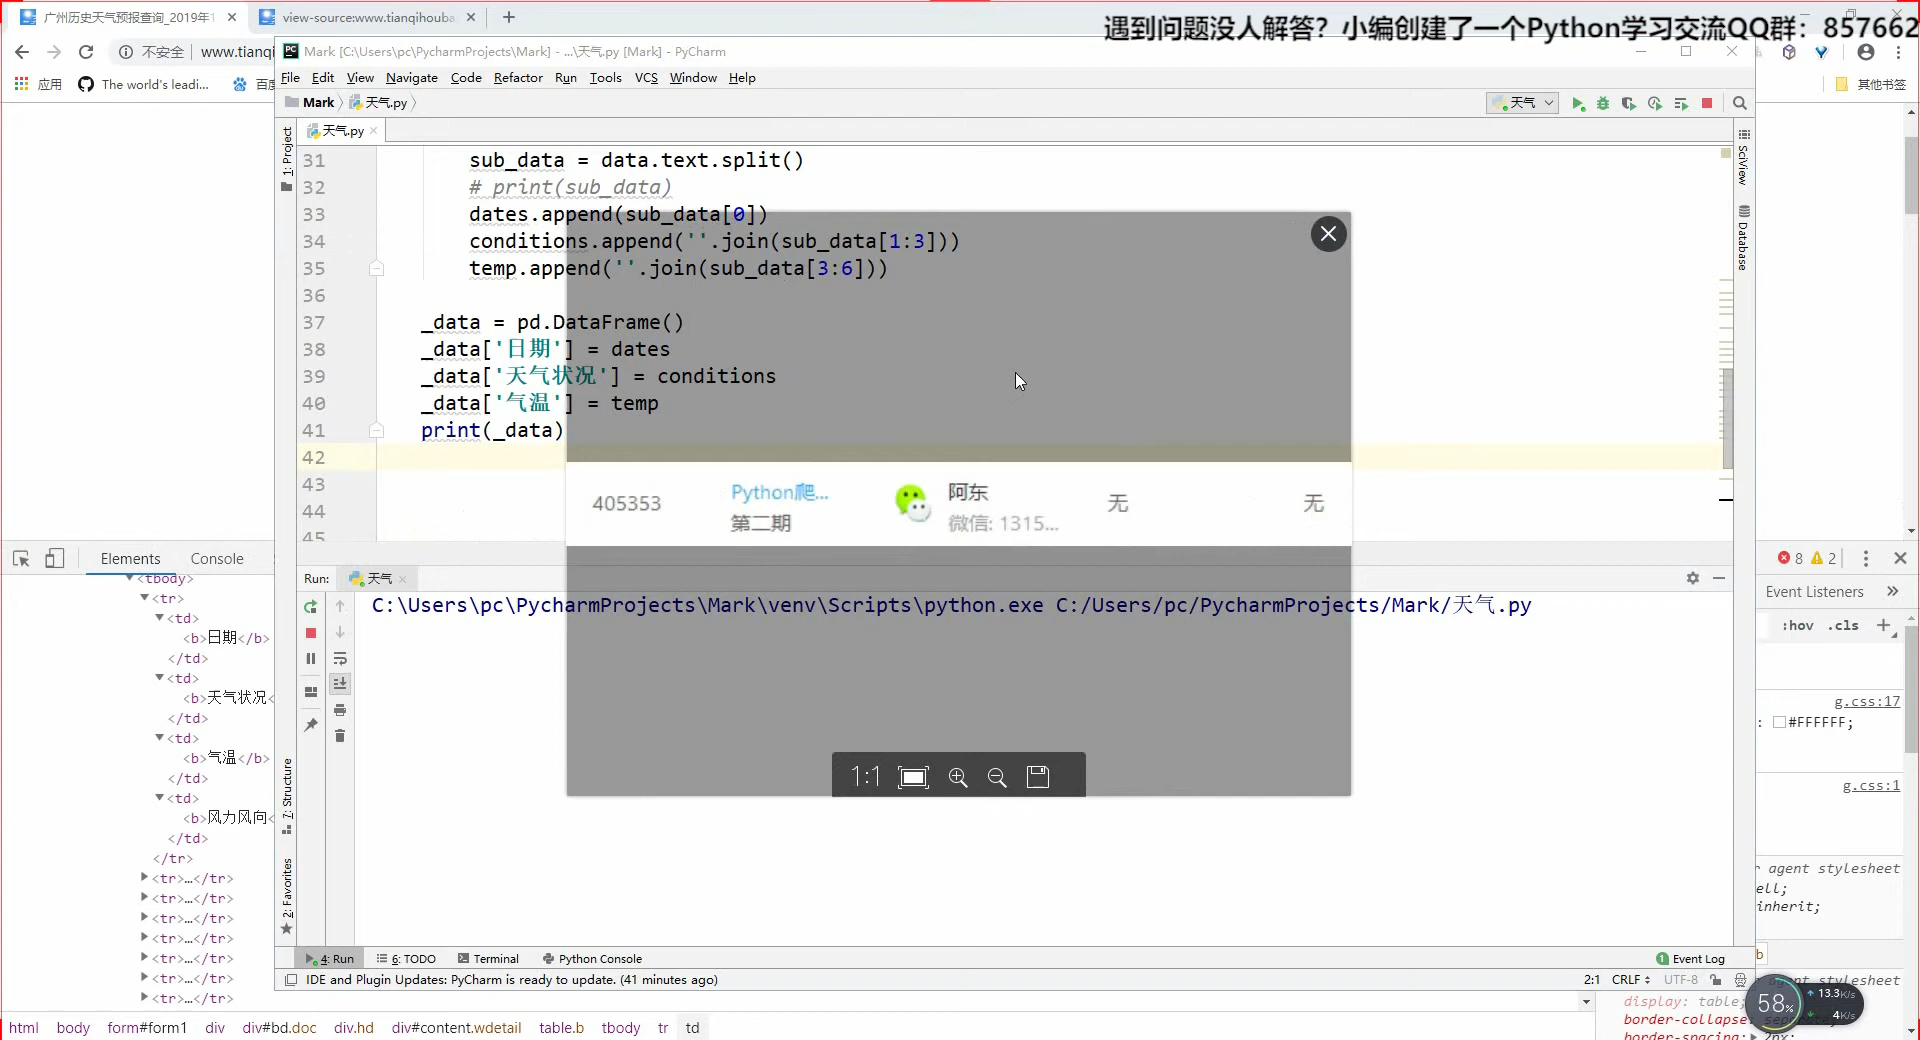 广州历史天气预报查询_2019年1
view-source:www.tianqihouba
遇到问题没人解答？小编创建了一个Python学习交流QQ群：857662
不安全
www.tianqi
应用
The world's leadi...
百度
其他书签
Mark [C:\Users\pc\PycharmProjects\Mark] - ...\天气.py [Mark] - PyCharm
File Edit View Navigate Code Refactor Run Tools VCS Window Help
Mark
天气.py
天气
天气.py
1: Project
SciView
Database
31 sub_data = data.text.split()
32 # print(sub_data)
33 dates.append(sub_data[0])
34 conditions.append(''.join(sub_data[1:3]))
35 temp.append(''.join(sub_data[3:6]))
36
37 _data = pd.DataFrame()
38 _data['日期'] = dates
39 _data['天气状况'] = conditions
40 _data['气温'] = temp
41 print(_data)
42
43
44
45
405353
Python爬...
第二期
阿东
微信: 1315...
无
无
1:1
Run: 天气
C:\Users\pc\PycharmProjects\Mark\venv\Scripts\python.exe C:/Users/pc/PycharmProjects/Mark/天气.py
7: Structure
2: Favorites
4: Run
6: TODO
Terminal
Python Console
1 Event Log
IDE and Plugin Updates: PyCharm is ready to update. (41 minutes ago)
2:1 CRLF UTF-8
Elements Console
8 2
<tbody>
<tr>
<td>
<b>日期</b>
</td>
<td>
<b>天气状况<
</td>
<td>
<b>气温</b>
</td>
<td>
<b>风力风向<
</td>
</tr>
<tr>…</tr>
<tr>…</tr>
<tr>…</tr>
<tr>…</tr>
<tr>…</tr>
<tr>…</tr>
<tr>…</tr>
html body form#form1 div div#bd.doc div.hd div#content.wdetail table.b tbody tr td
Event Listeners
:hov .cls
g.css:17
: #FFFFFF;
g.css:1
r agent stylesheet
ell;
inherit;
b
agent stylesheet
display: table;
border-collapse: separate;
border-spacing: 2px;
58%
13.3K/s
4K/s